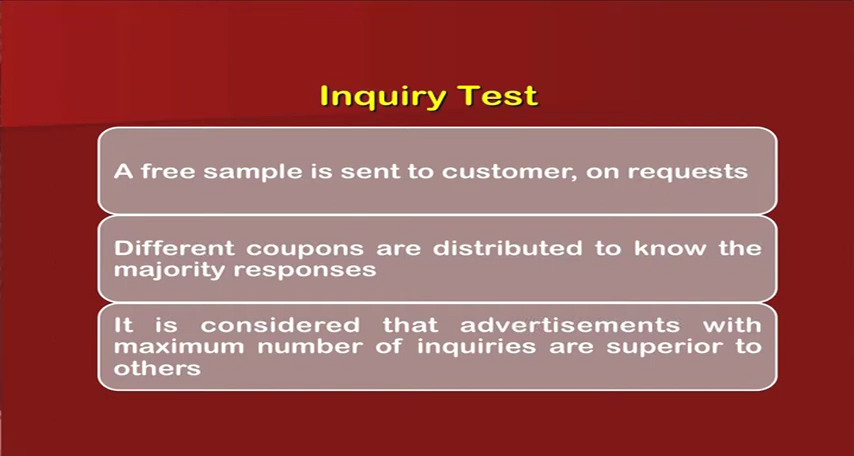 Inquiry Test
A free sample is sent to customer, on requests
Different coupons are distributed to know the
majority responses
It is considered that advertisements with
maximum number of inquiries are superior to
others